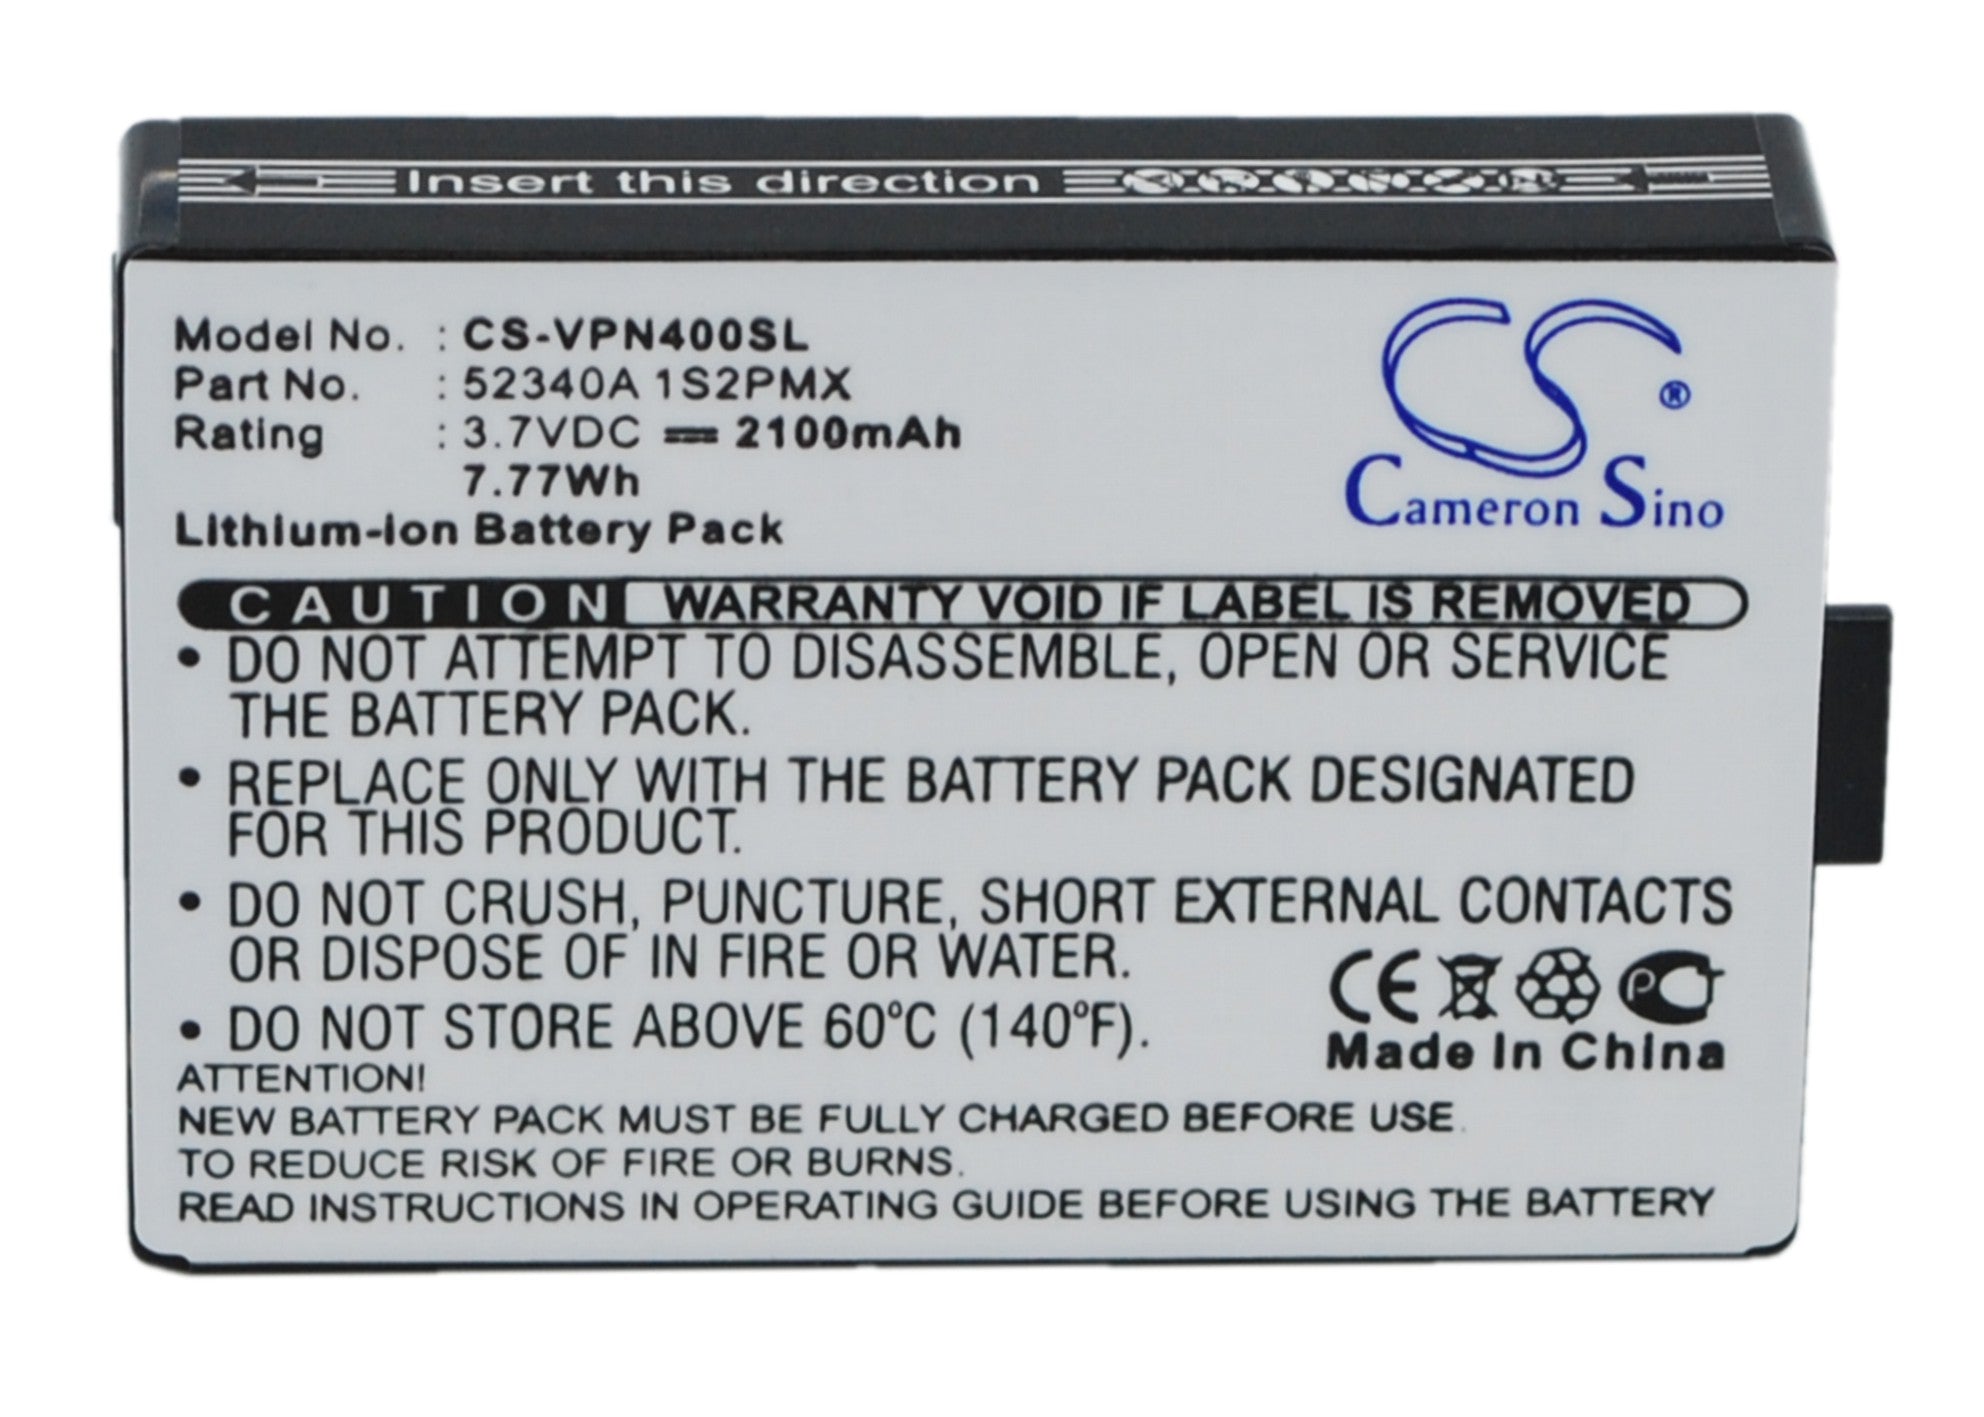 Insert this direction
Model No. : CS-VPN400SL
Part No. : 52340A 1S2PMX
Rating : 3.7VDC 2100mAh
7.77Wh
Lithium-ion Battery Pack
CS ®
Cameron Sino
CAUTION WARRANTY VOID IF LABEL IS REMOVED
• DO NOT ATTEMPT TO DISASSEMBLE, OPEN OR SERVICE
THE BATTERY PACK.
• REPLACE ONLY WITH THE BATTERY PACK DESIGNATED
FOR THIS PRODUCT.
• DO NOT CRUSH, PUNCTURE, SHORT EXTERNAL CONTACTS
OR DISPOSE OF IN FIRE OR WATER.
• DO NOT STORE ABOVE 60°C (140°F).
CE
Made In China
ATTENTION!
NEW BATTERY PACK MUST BE FULLY CHARGED BEFORE USE.
TO REDUCE RISK OF FIRE OR BURNS.
READ INSTRUCTIONS IN OPERATING GUIDE BEFORE USING THE BATTERY